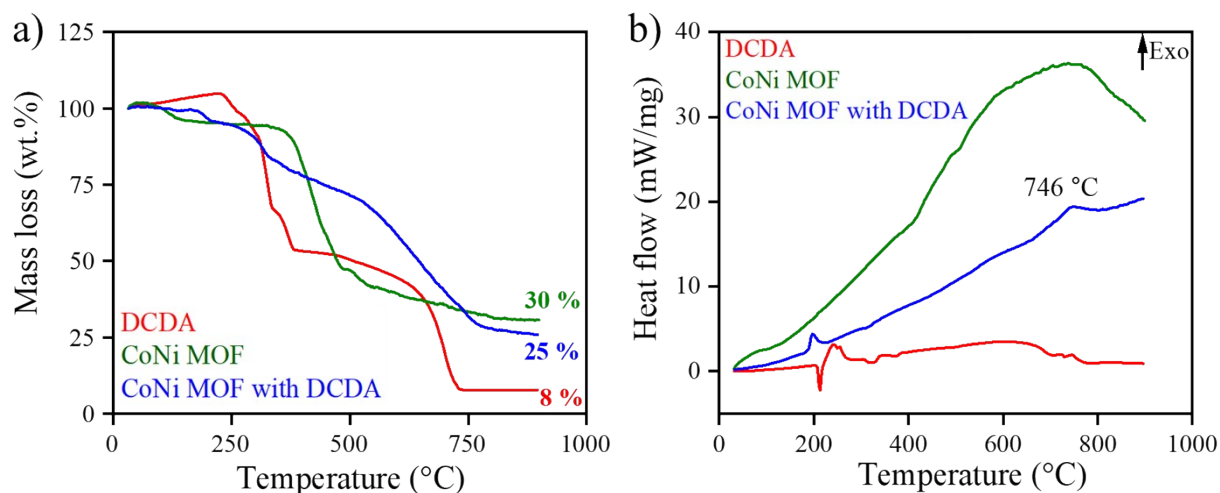 a)
125
100
75
50
25
0
Mass loss (wt.%)
DCDA
CoNi MOF
CoNi MOF with DCDA
30 %
25 %
8 %
0 250 500 750 1000
Temperature (°C)
b)
40
30
20
10
0
Heat flow (mW/mg)
DCDA
CoNi MOF
CoNi MOF with DCDA
Exo
746 °C
0 200 400 600 800 1000
Temperature (°C)